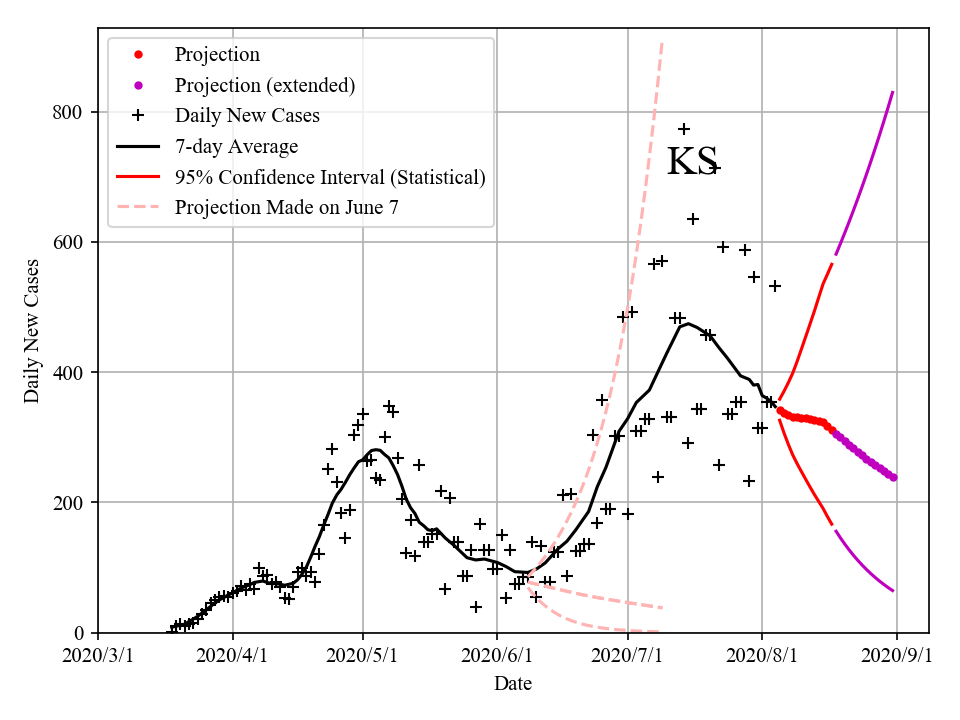 Projection
Projection (extended)
Daily New Cases
7-day Average
95% Confidence Interval (Statistical)
Projection Made on June 7
KS
800
600
400
200
0
Daily New Cases
2020/3/1 2020/4/1 2020/5/1 2020/6/1 2020/7/1 2020/8/1 2020/9/1
Date